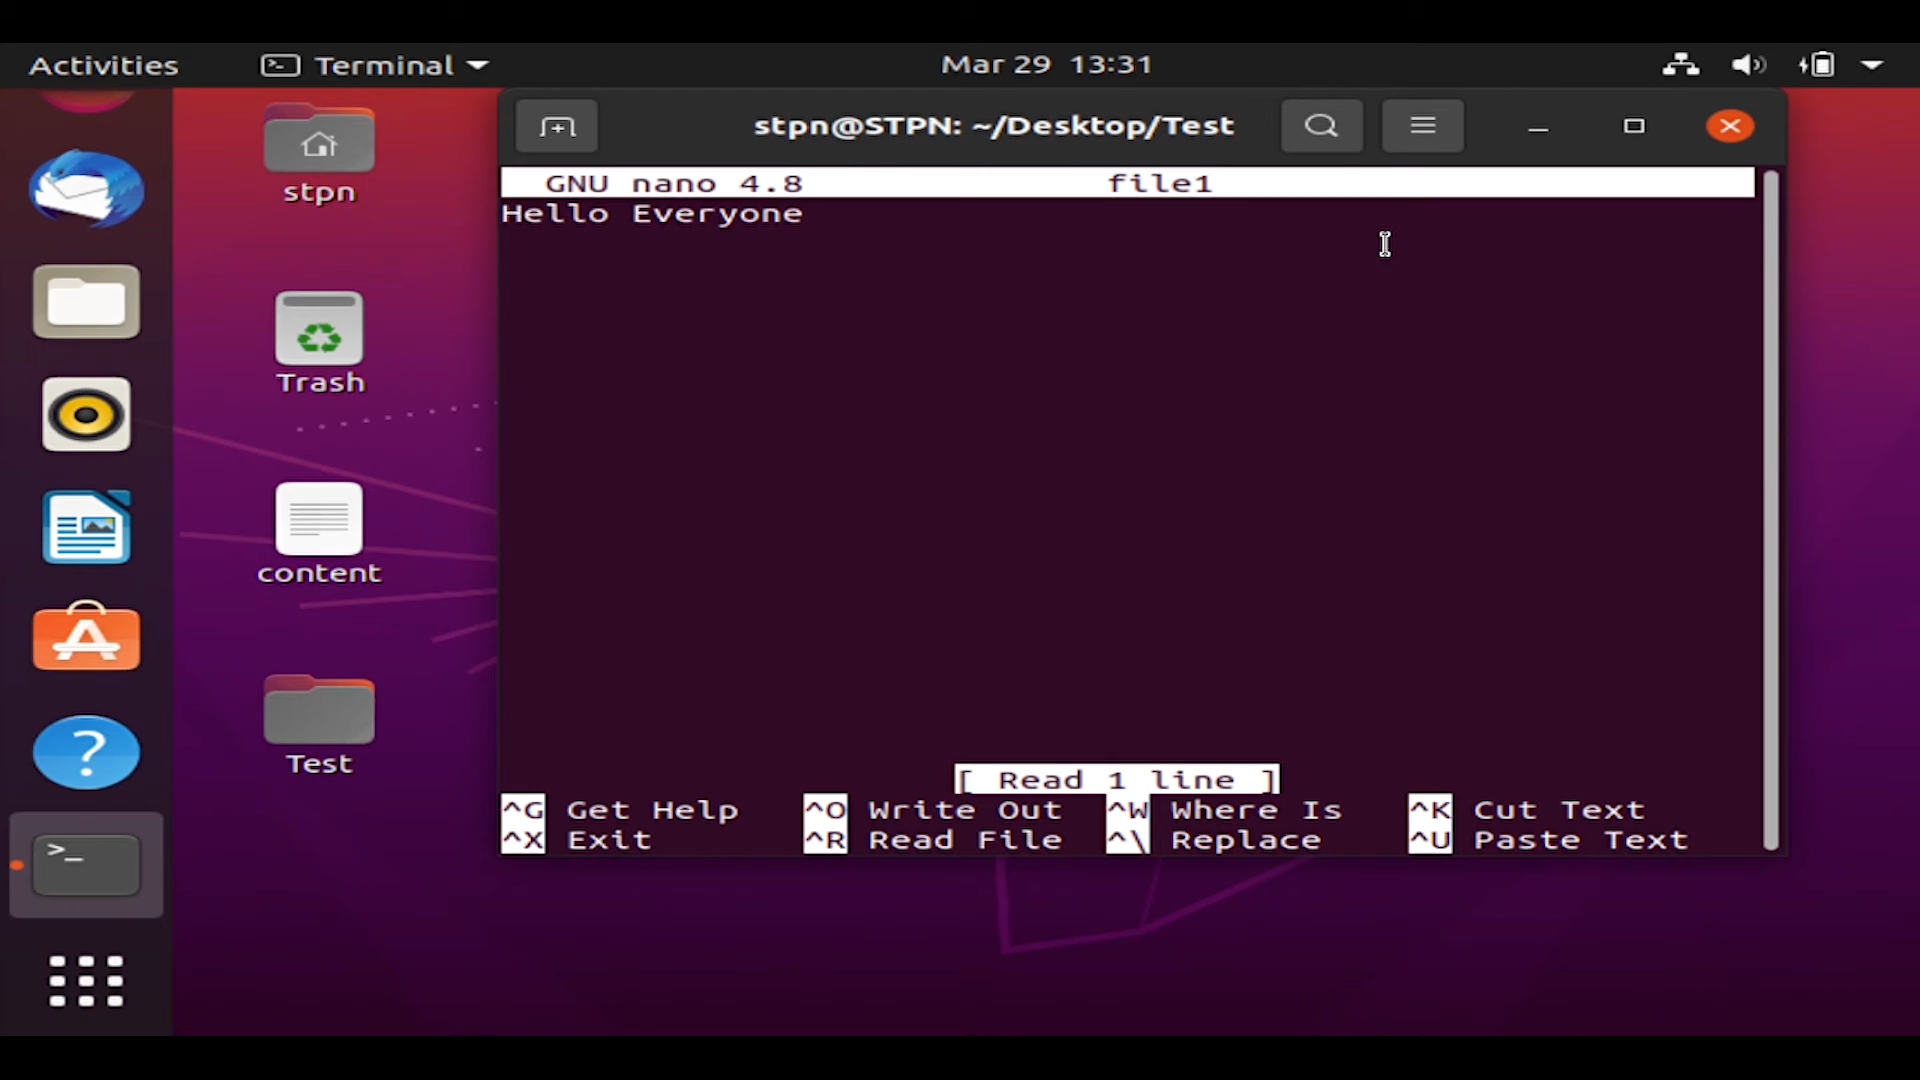 Activities
Terminal
Mar 29 13:31
stpn
Trash
content
Test
stpn@STPN: ~/Desktop/Test
GNU nano 4.8 file1
Hello Everyone
[ Read 1 line ]
^G Get Help ^O Write Out ^W Where Is ^K Cut Text
^X Exit ^R Read File ^\ Replace ^U Paste Text